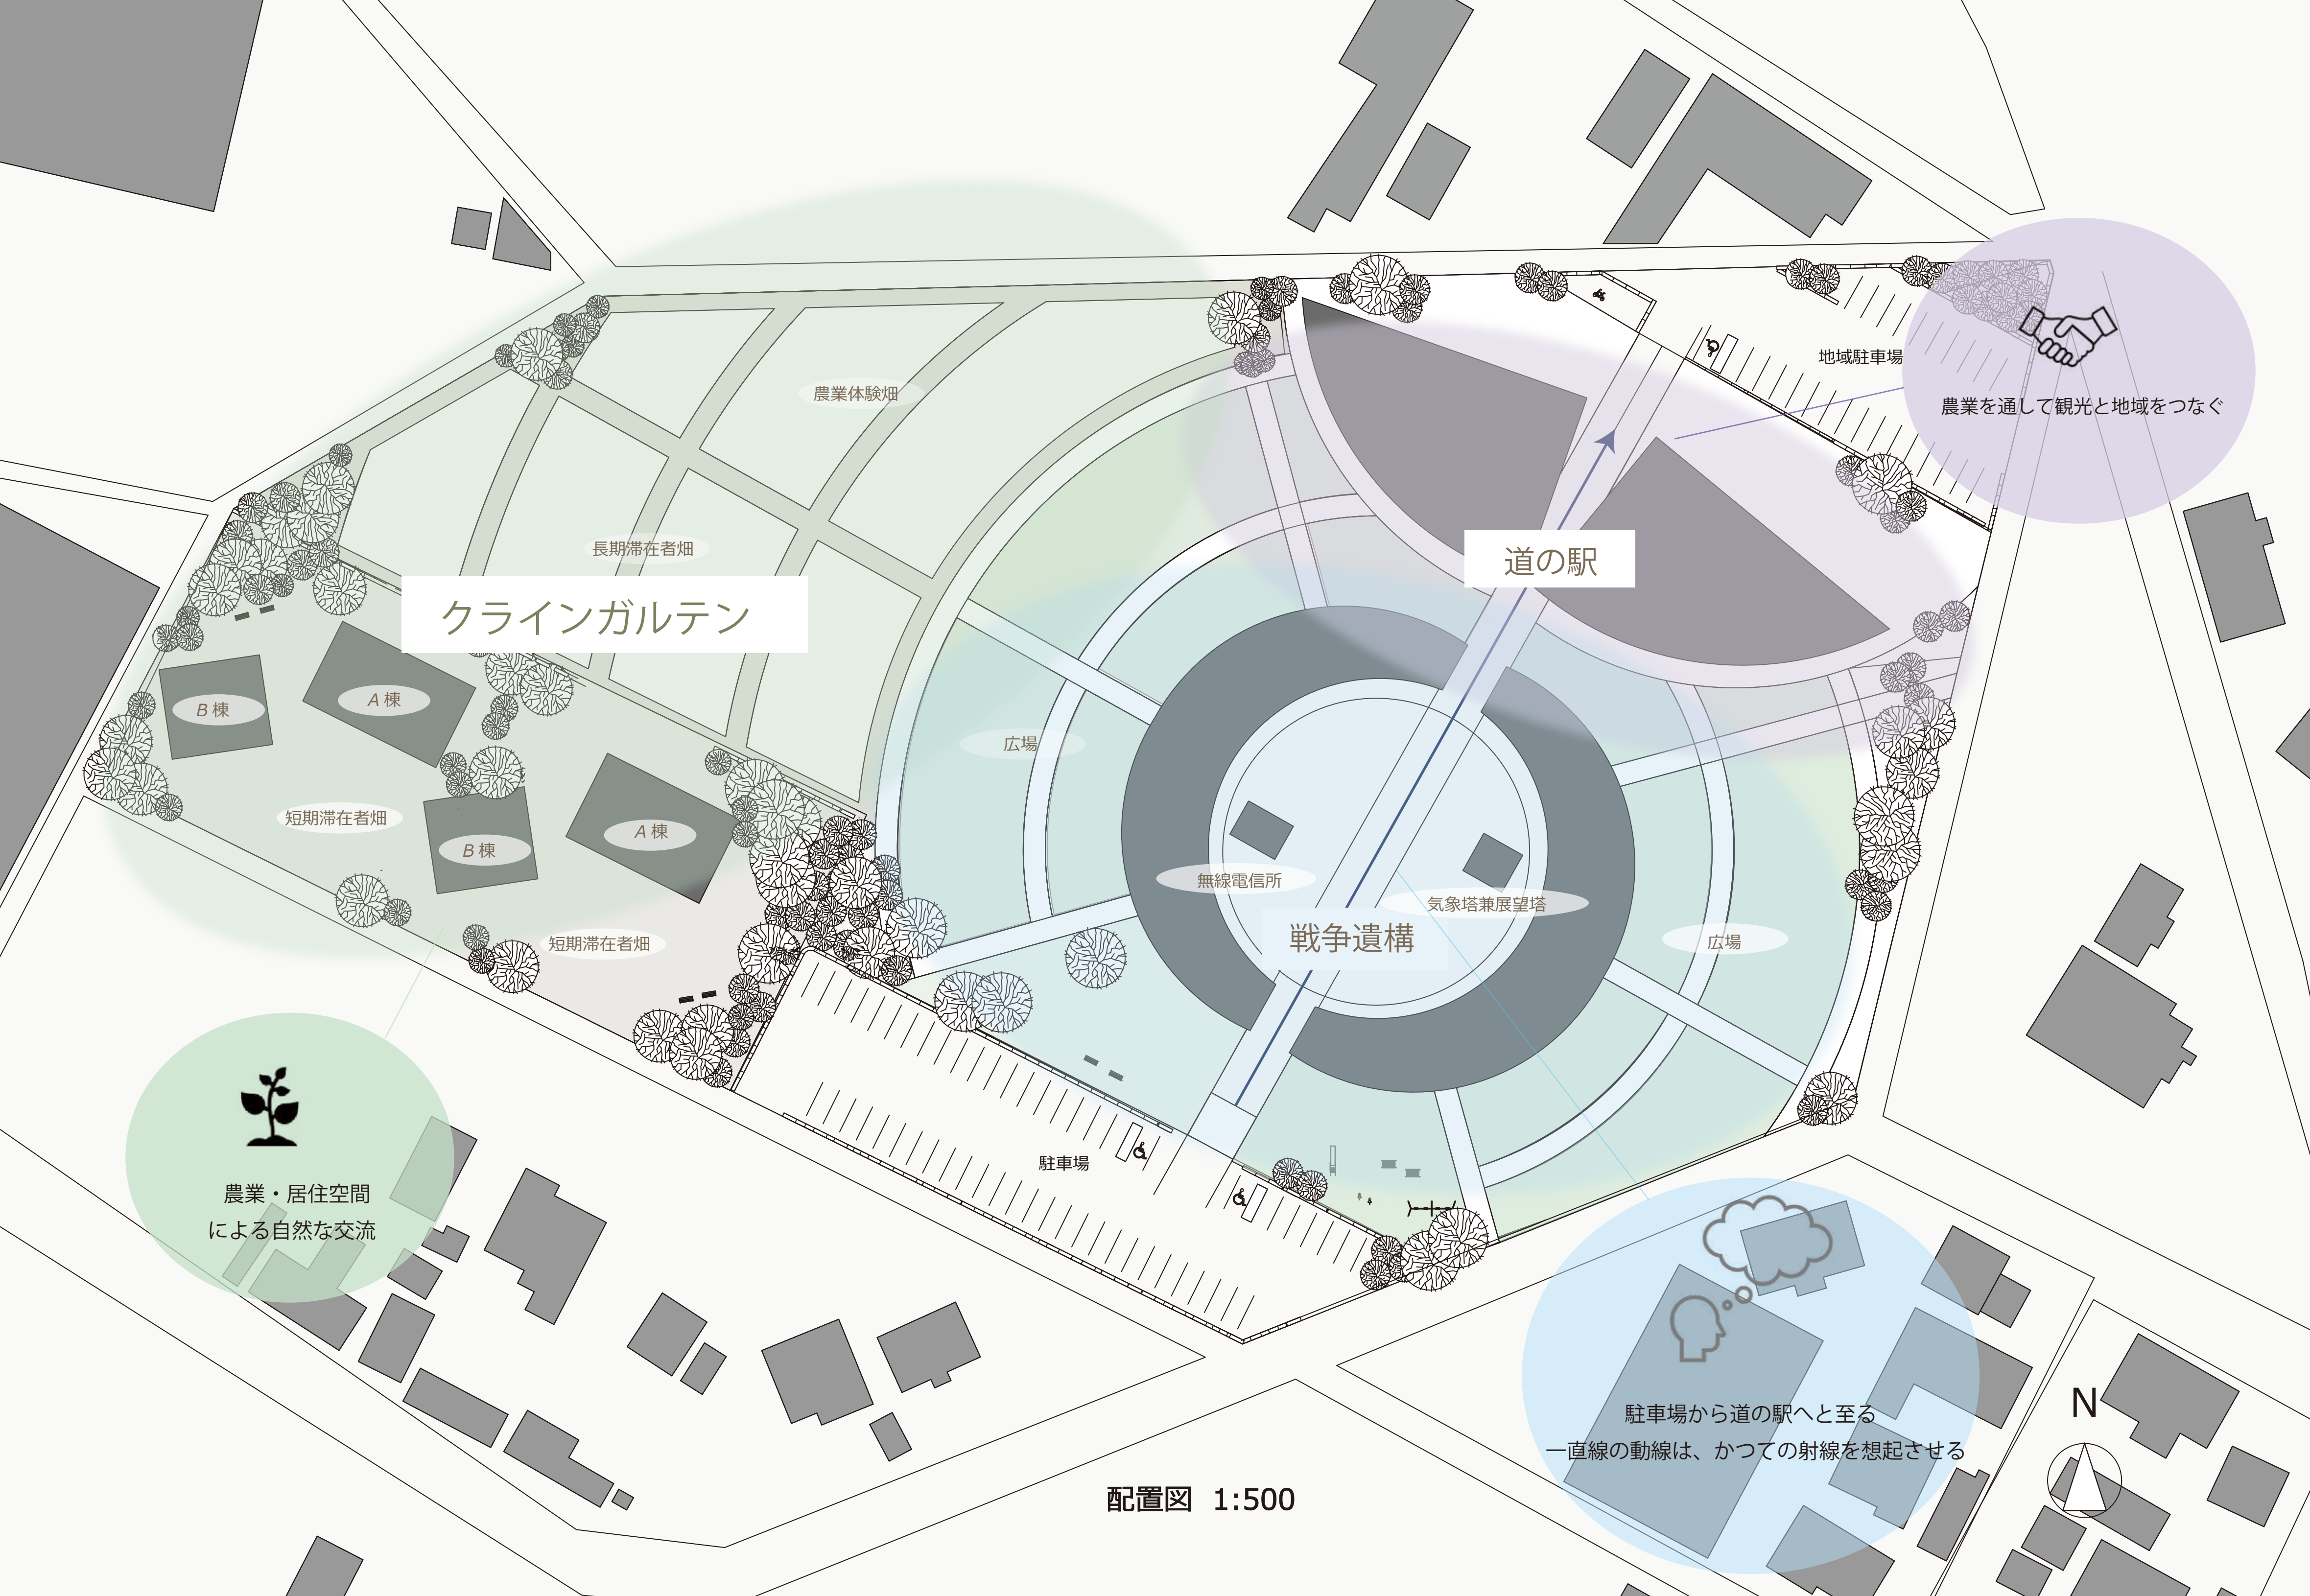 地域駐車場
農業体験畑
農業を通して観光と地域をつなぐ
長期滞在者畑
道の駅
クラインガルテン
B 棟
A 棟
広場
短期滞在者畑
A 棟
B 棟
無線電信所
気象塔兼展望塔
戦争遺構
広場
短期滞在者畑
駐車場
農業・居住空間
による自然な交流
駐車場から道の駅へと至る
一直線の動線は、かつての射線を想起させる
N
配置図 1:500